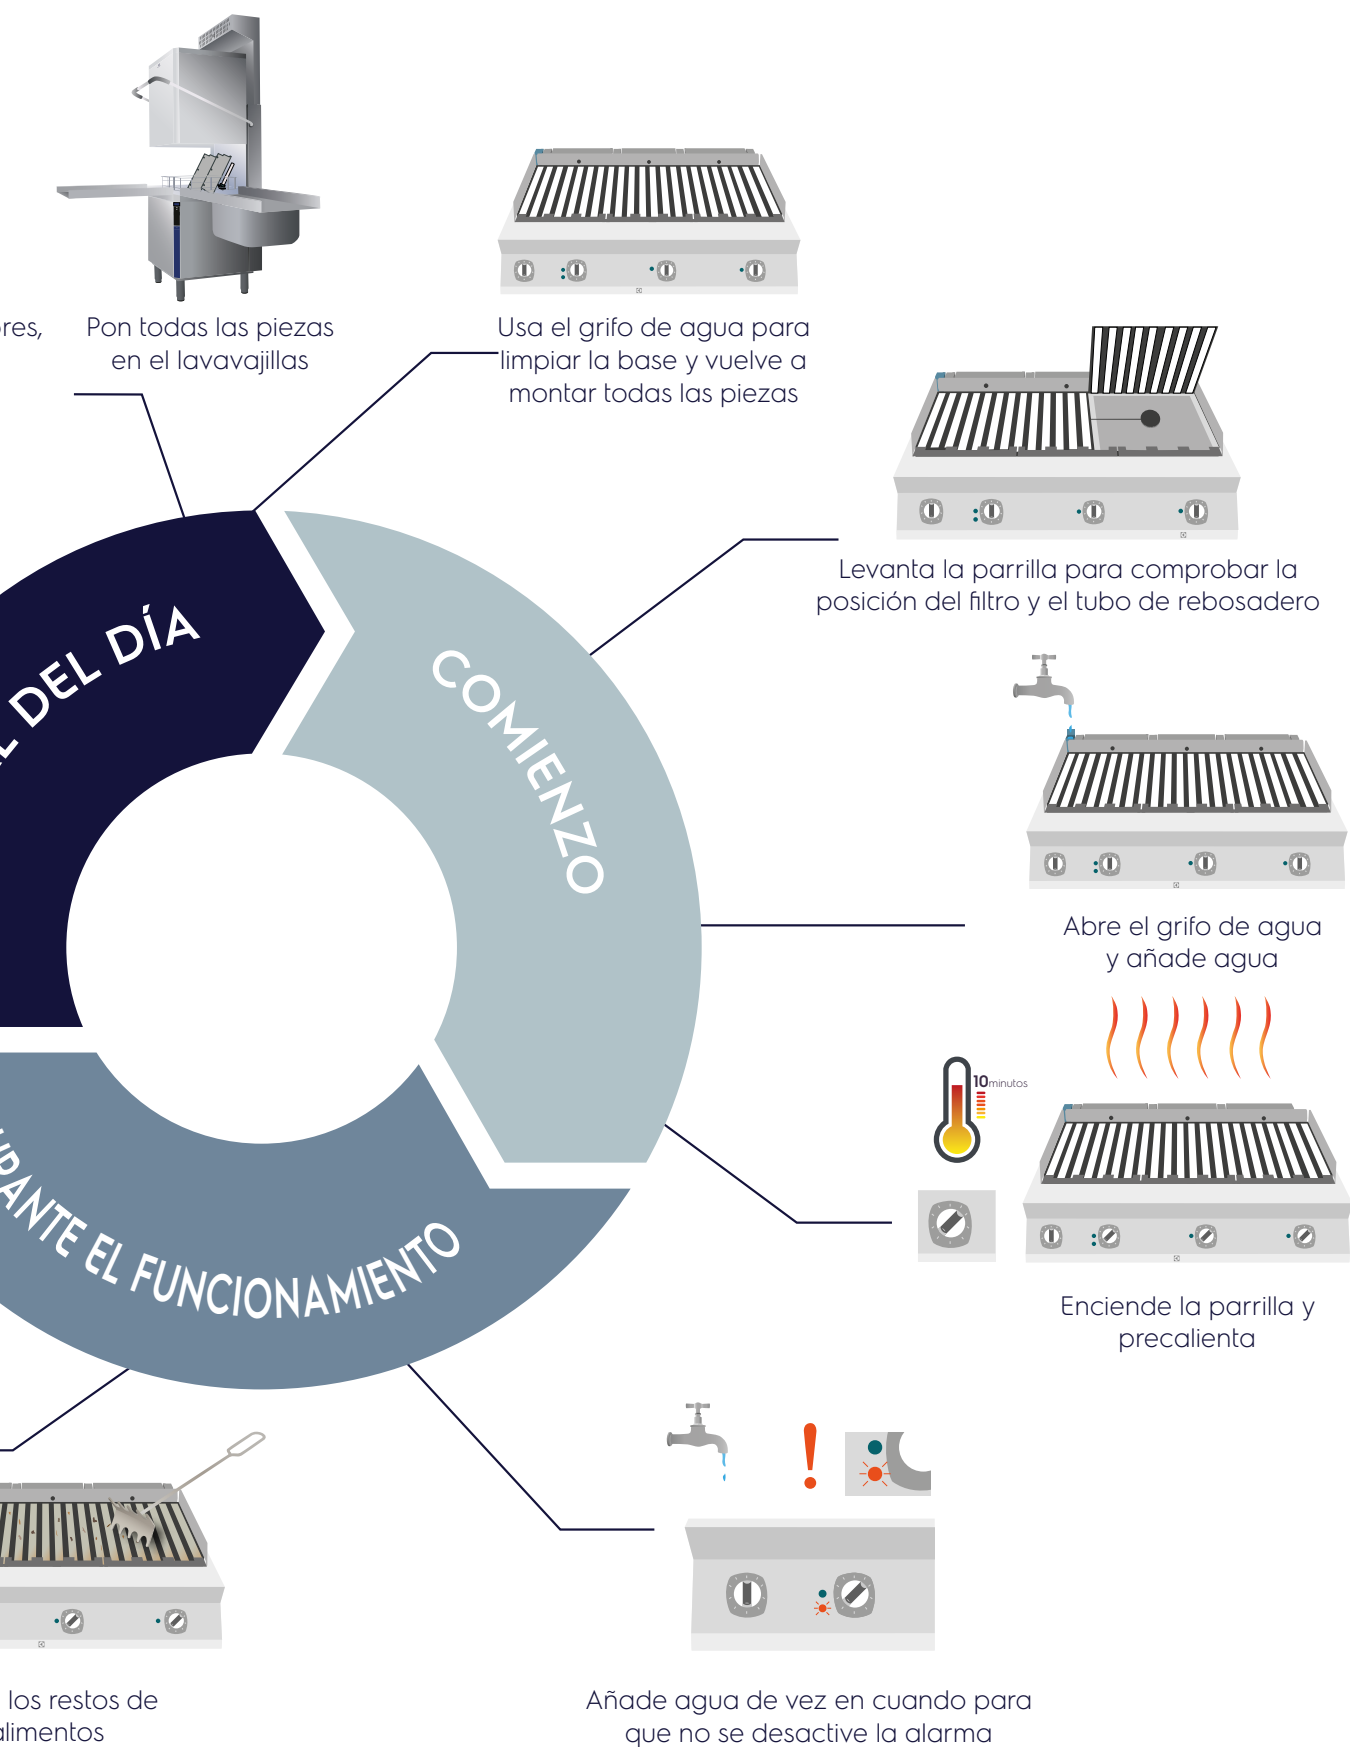 Pon todas las piezas
en el lavavajillas
Usa el grifo de agua para
limpiar la base y vuelve a
montar todas las piezas
Levanta la parrilla para comprobar la
posición del filtro y el tubo de rebosadero
DEL DÍA
COMIENZO
Abre el grifo de agua
y añade agua
10 minutos
Enciende la parrilla y
precalienta
EL FUNCIONAMIENTO
los restos de
alimentos
Añade agua de vez en cuando para
que no se desactive la alarma